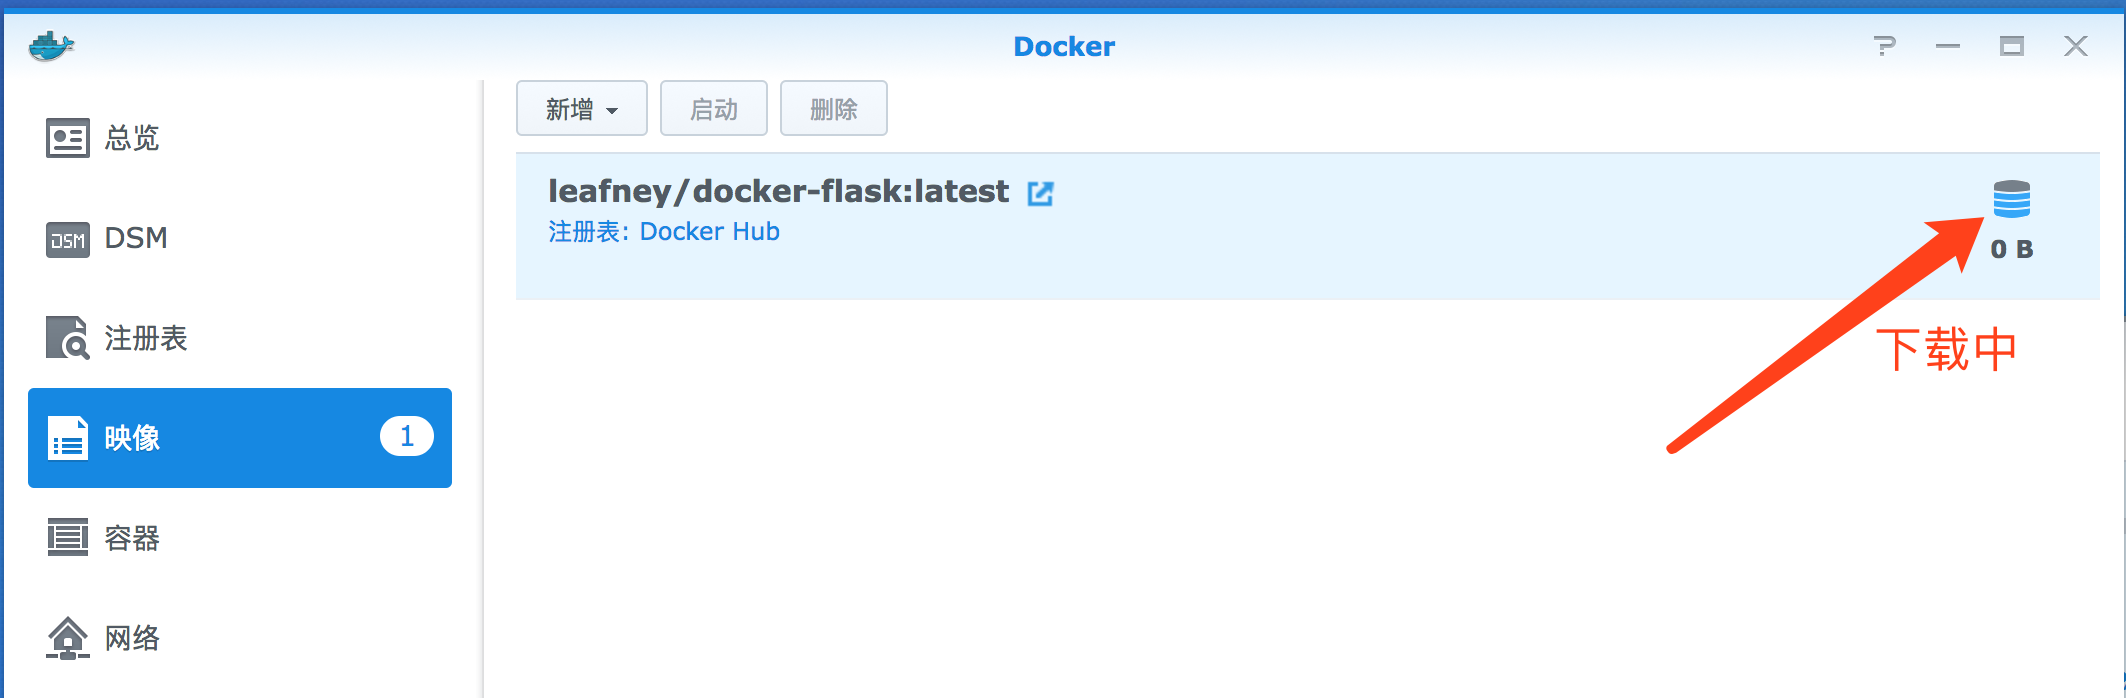 Docker
总览
DSM
DSM
注册表
映像
1
容器
网络
新增
启动
删除
leafney/docker-flask:latest
注册表: Docker Hub
0 B
下载中